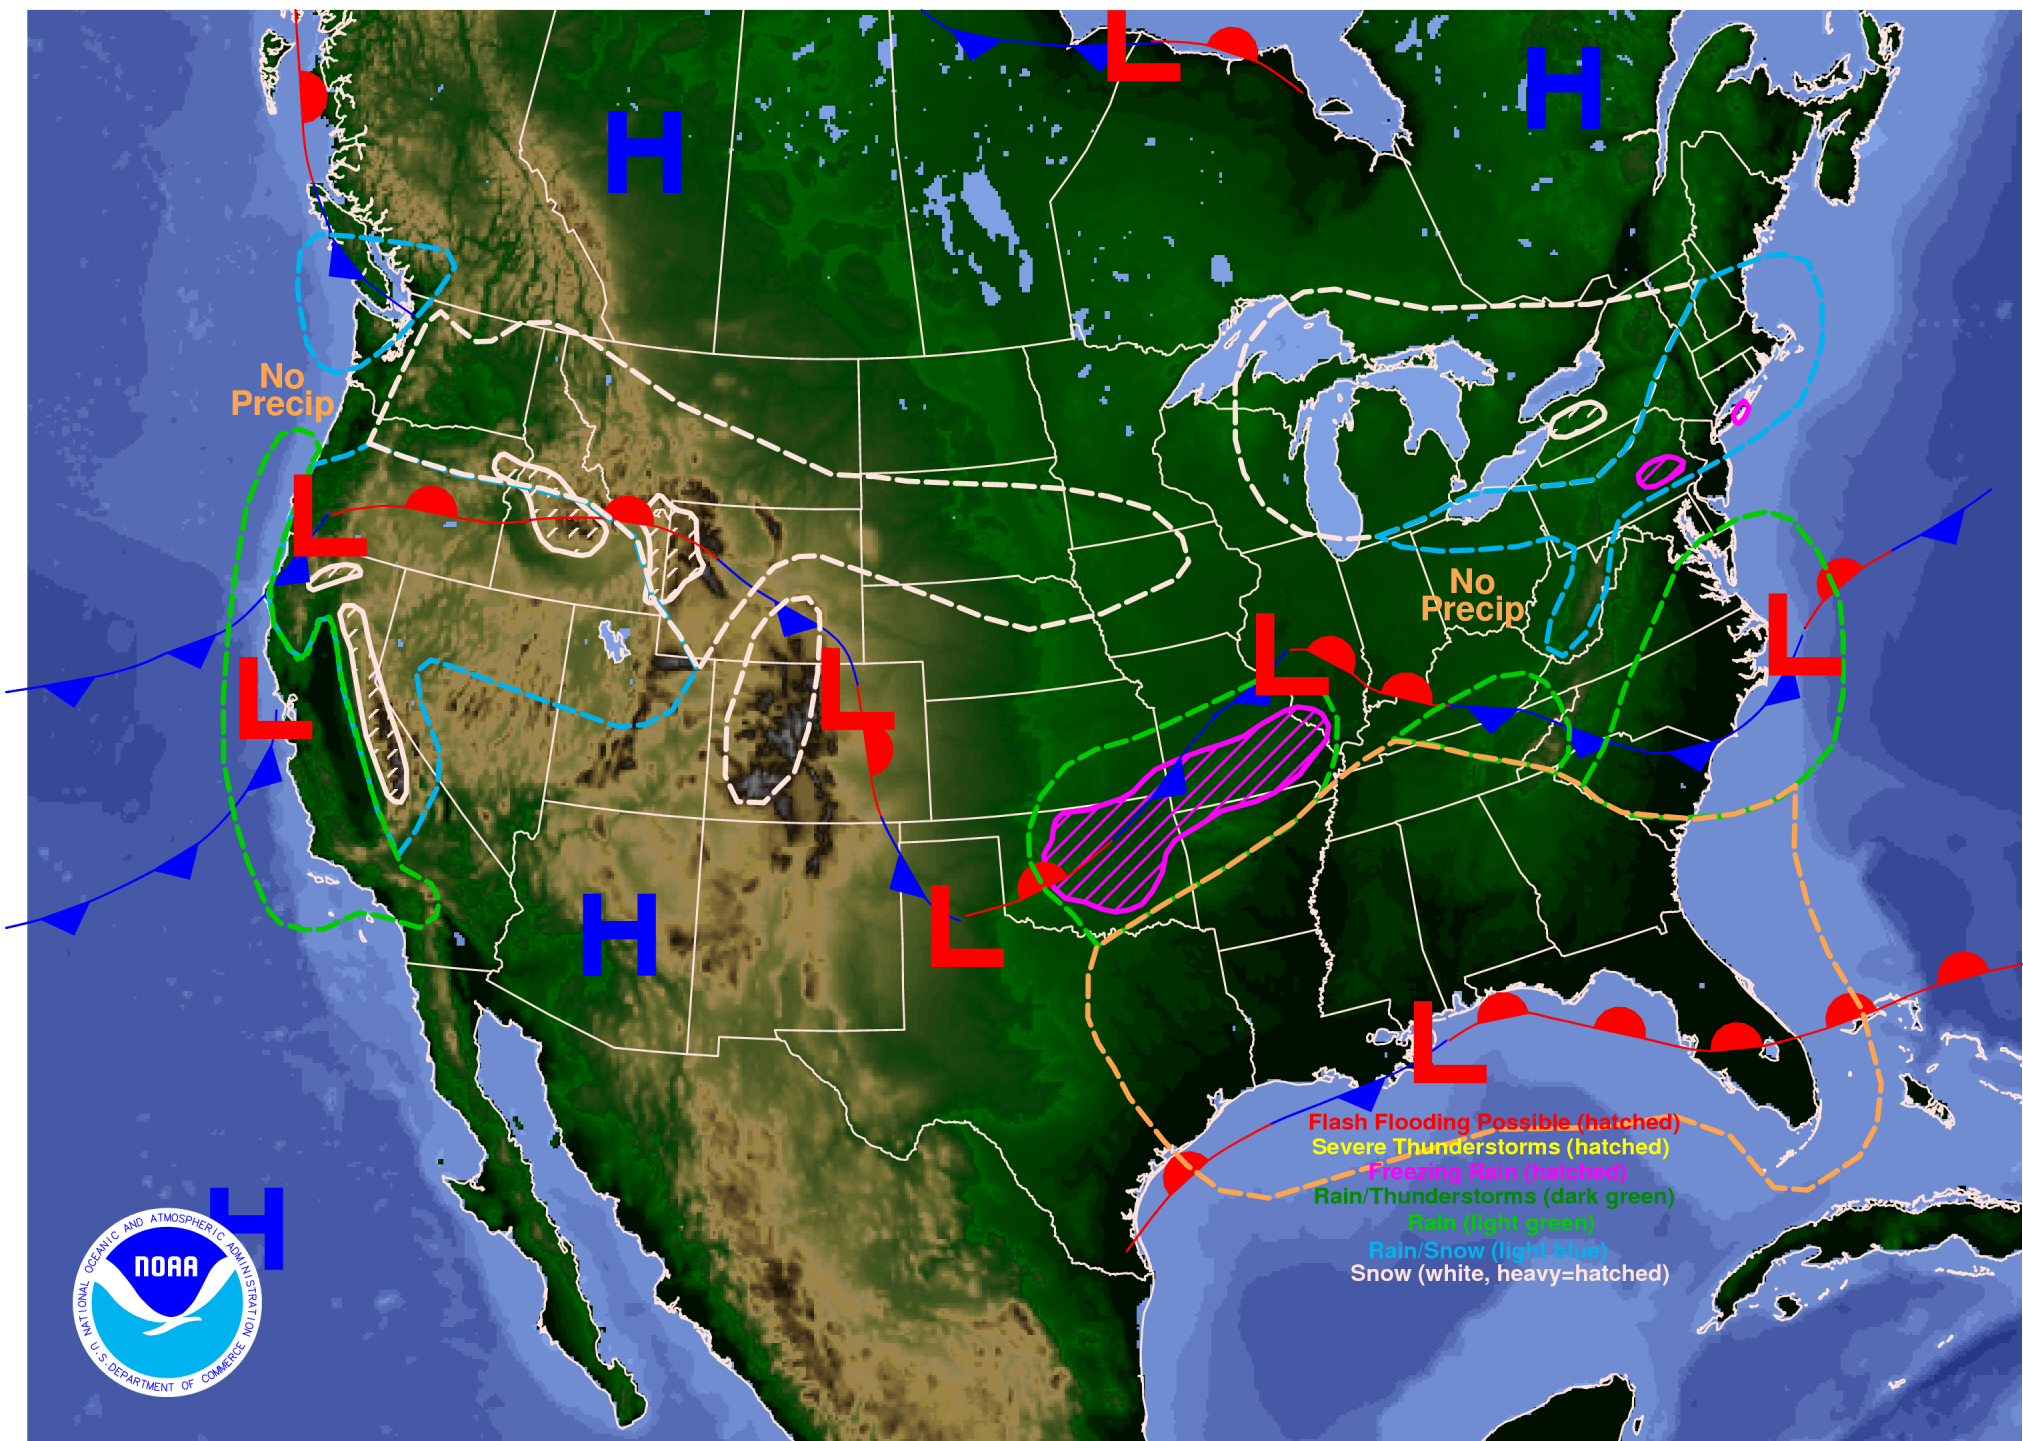 H
L
H
No
Precip
L
No
Precip
L
L
L
L
L
H
L
L
Flash Flooding Possible (hatched)
Severe Thunderstorms (hatched)
Freezing Rain (hatched)
Rain/Thunderstorms (dark green)
Rain (light green)
Rain/Snow (light blue)
Snow (white, heavy=hatched)
H
NATIONAL OCEANIC AND ATMOSPHERIC ADMINISTRATION
NOAA
U.S. DEPARTMENT OF COMMERCE